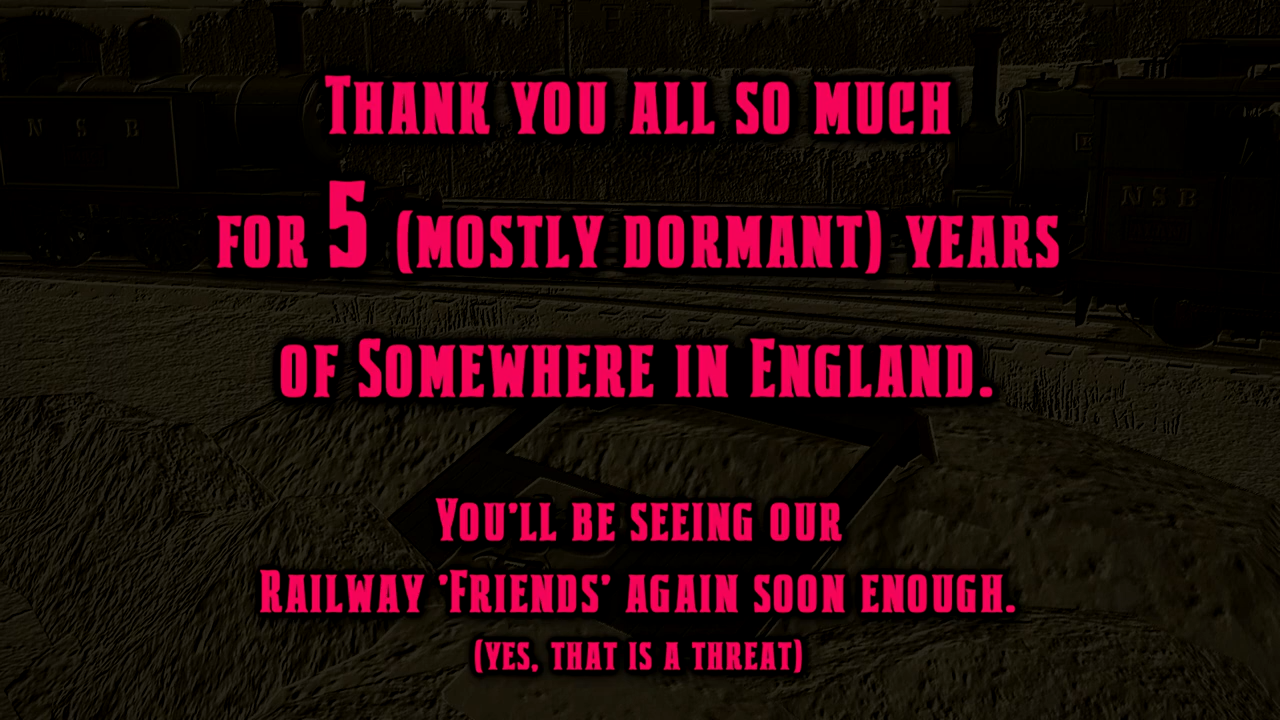 N S B
N S B
Thank you all so much
for 5 (mostly dormant) years
of Somewhere in England.
You'll be seeing our
Railway 'Friends' again soon enough.
(yes, that is a threat)